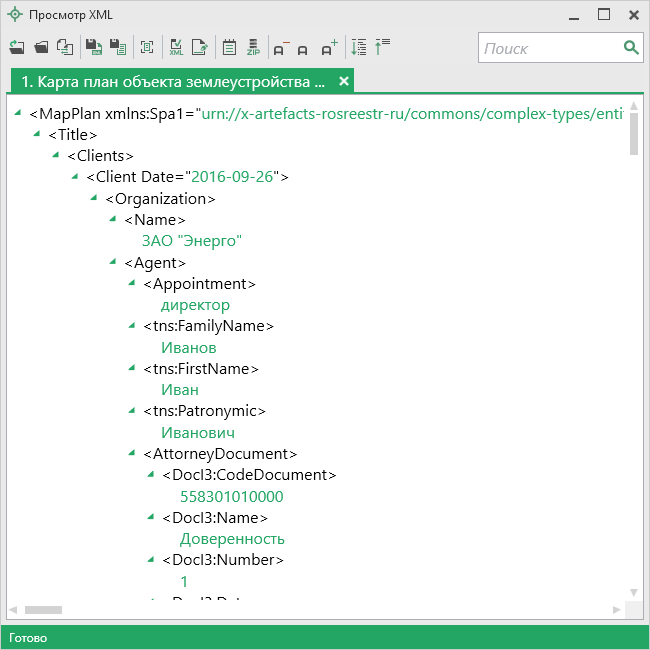 Просмотр XML
XML
ZIP
Поиск
1. Карта план объекта землеустройства ...
<MapPlan xmlns:Spa1="urn://x-artefacts-rosreestr-ru/commons/complex-types/enti
<Title>
<Clients>
<Client Date="2016-09-26">
<Organization>
<Name>
ЗАО "Энерго"
<Agent>
<Appointment>
директор
<tns:FamilyName>
Иванов
<tns:FirstName>
Иван
<tns:Patronymic>
Иванович
<AttorneyDocument>
<DocI3:CodeDocument>
558301010000
<DocI3:Name>
Доверенность
<DocI3:Number>
1
Готово